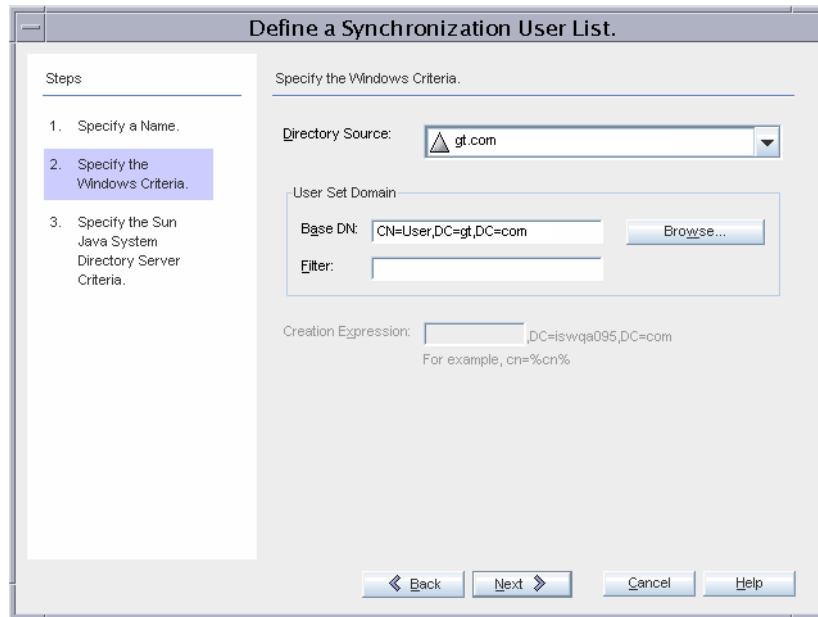 Define a Synchronization User List.
Steps
1. Specify a Name.
2. Specify the
Windows Criteria.
3. Specify the Sun
Java System
Directory Server
Criteria.
Specify the Windows Criteria.
Directory Source:
gt.com
User Set Domain
Base DN:
CN=User,DC=gt,DC=com
Browse...
Filter:
Creation Expression:
,DC=iswqa095,DC=com
For example, cn=%cn%
Back
Next
Cancel
Help